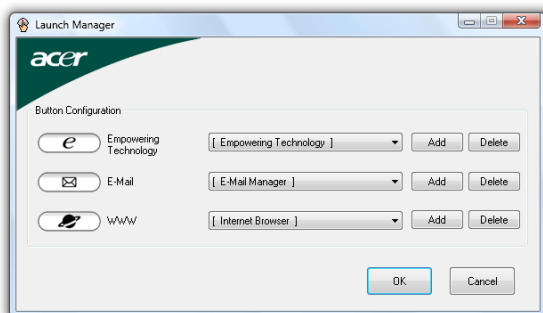 Launch Manager
acer
Button Configuration
e Empowering Technology [ Empowering Technology ] Add Delete
E-Mail [ E-Mail Manager ] Add Delete
WWW [ Internet Browser ] Add Delete
OK Cancel